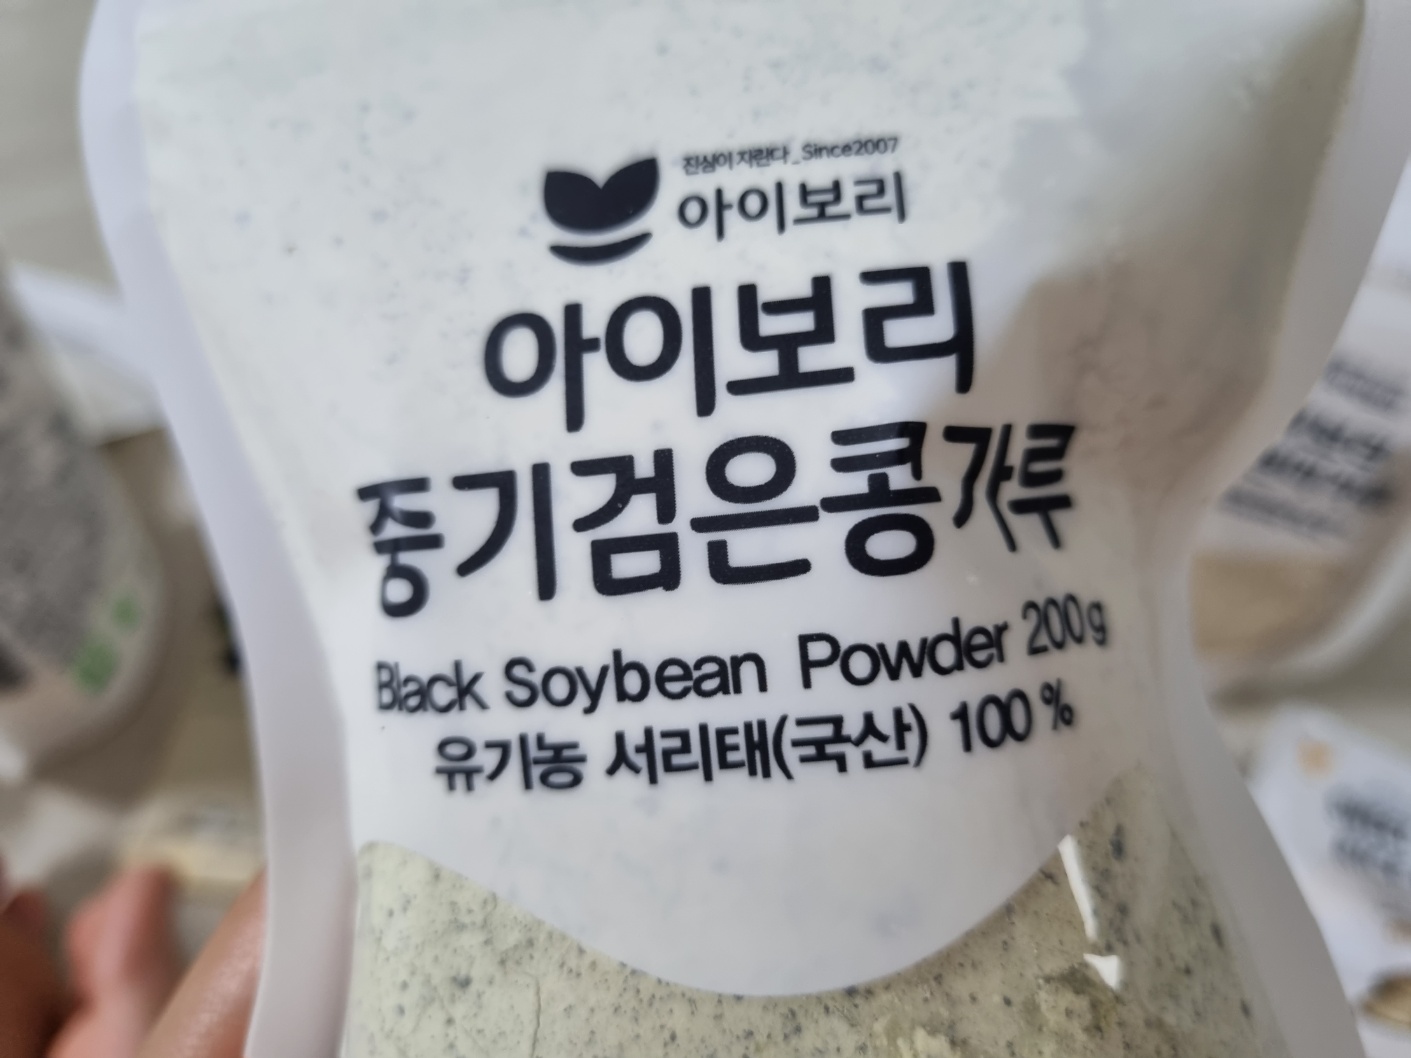 진심이 자란다_Since2007
아이보리
아이보리
중기검은콩가루
Black Soybean Powder 200g
유기농 서리태(국산) 100%